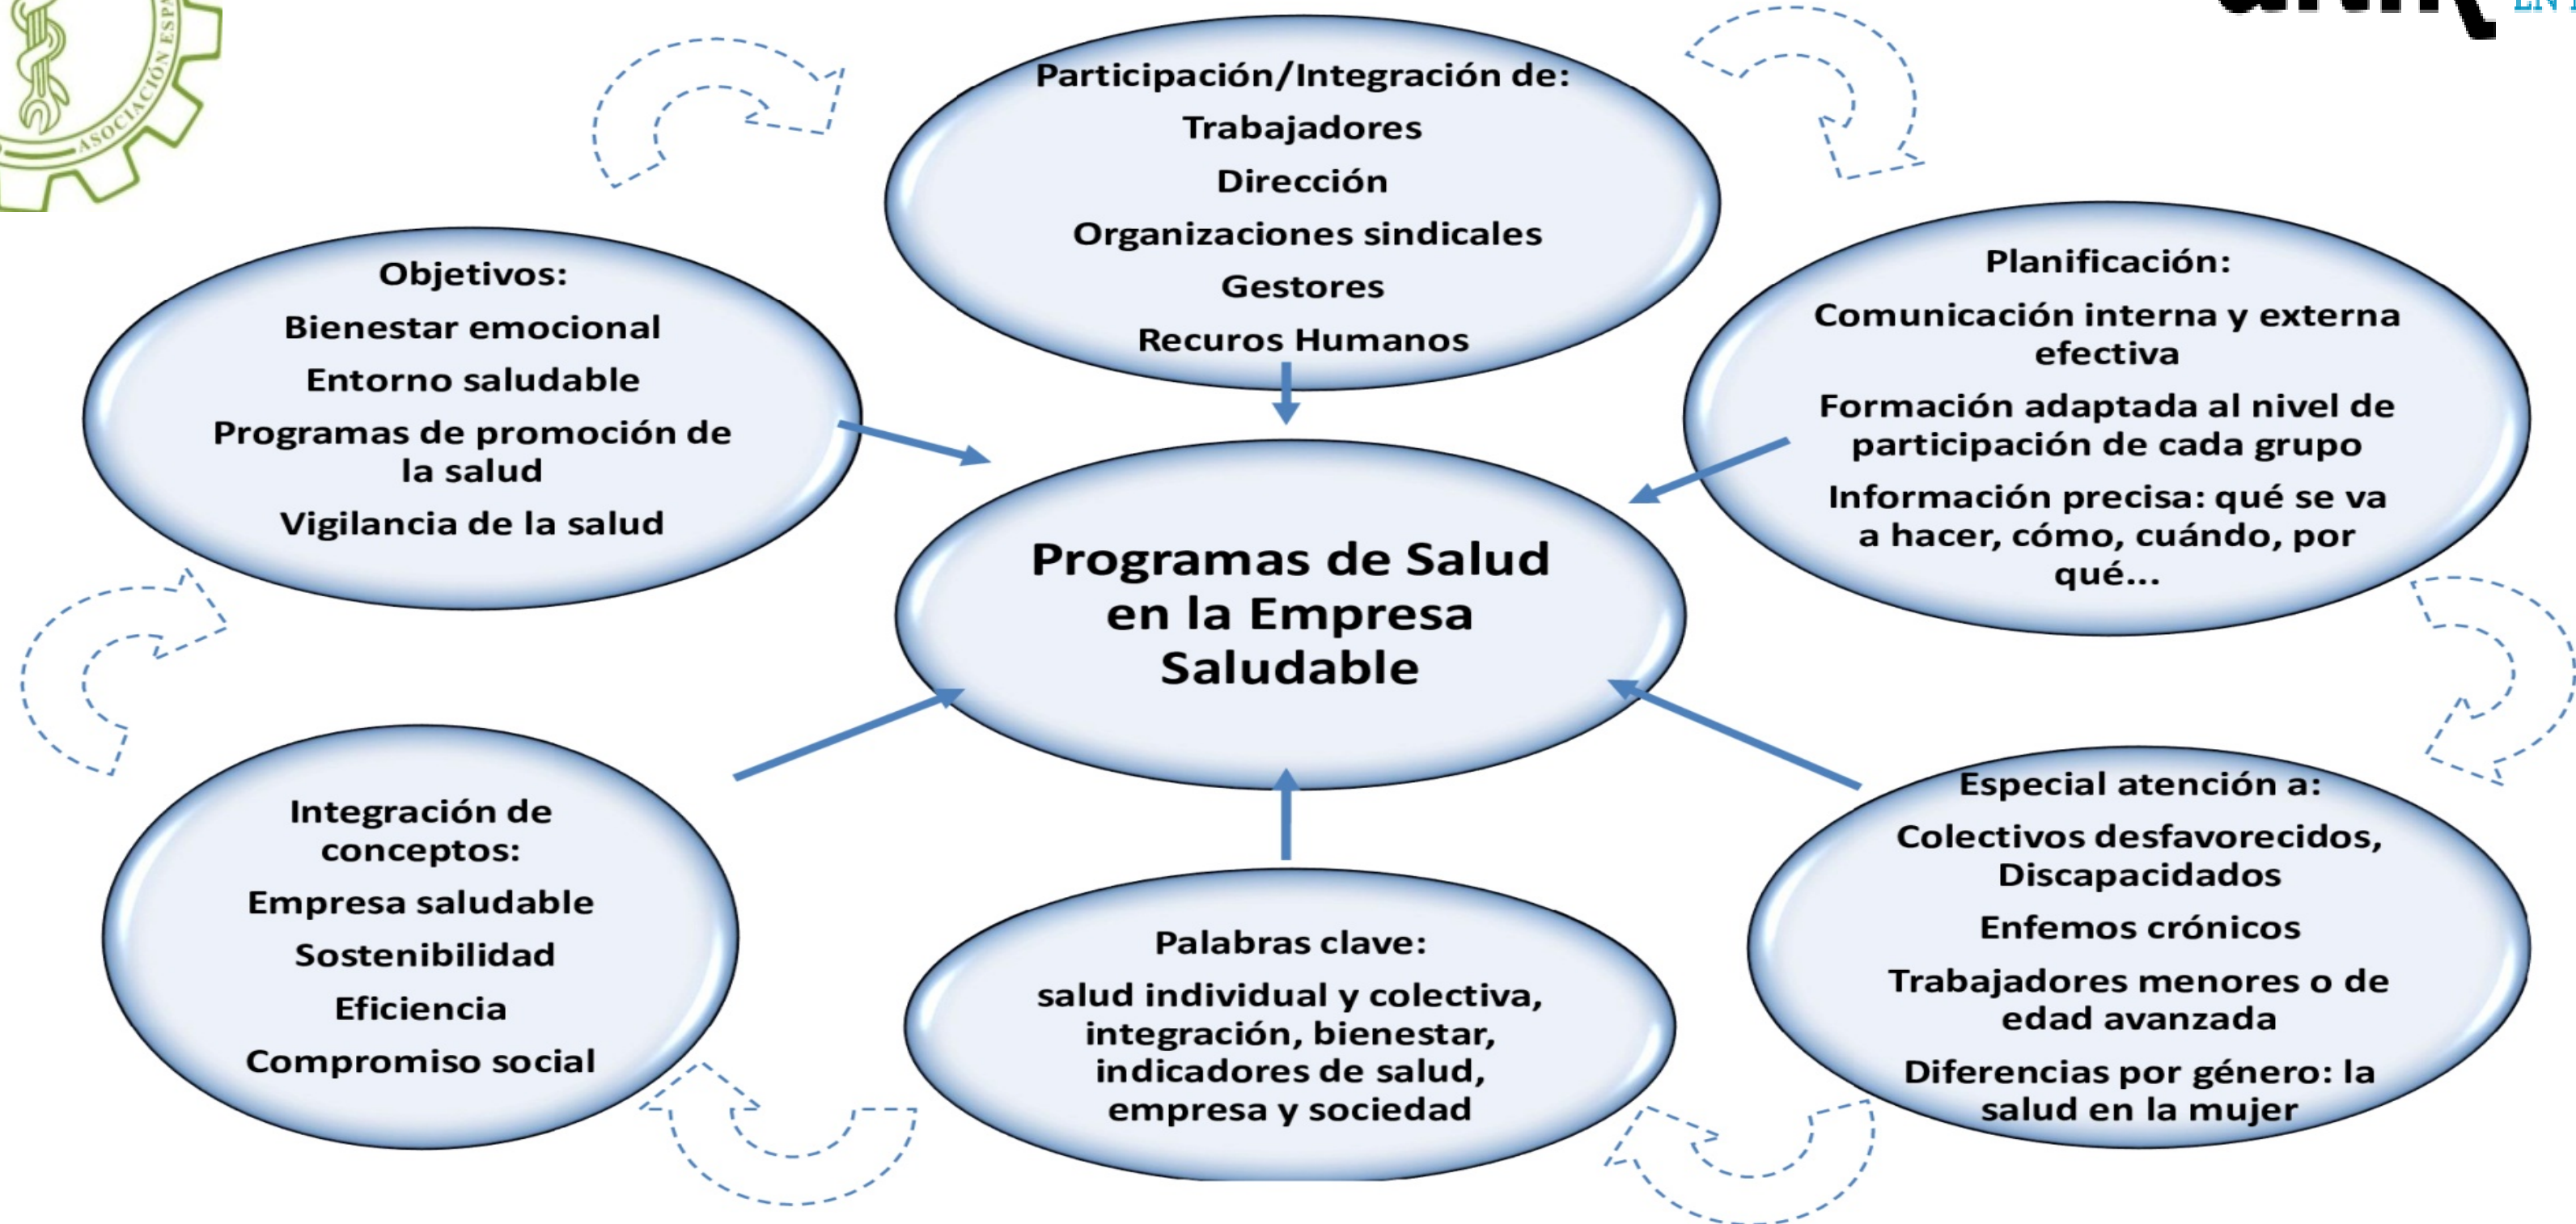 ASOCIACIÓN
Participación/Integración de:
Trabajadores
Dirección
Organizaciones sindicales
Gestores
Recuros Humanos
Objetivos:
Bienestar emocional
Entorno saludable
Programas de promoción de
la salud
Vigilancia de la salud
Planificación:
Comunicación interna y externa
efectiva
Formación adaptada al nivel de
participación de cada grupo
Información precisa: qué se va
a hacer, cómo, cuándo, por
qué...
Programas de Salud
en la Empresa
Saludable
Integración de
conceptos:
Empresa saludable
Sostenibilidad
Eficiencia
Compromiso social
Palabras clave:
salud individual y colectiva,
integración, bienestar,
indicadores de salud,
empresa y sociedad
Especial atención a:
Colectivos desfavorecidos,
Discapacidados
Enfemos crónicos
Trabajadores menores o de
edad avanzada
Diferencias por género: la
salud en la mujer